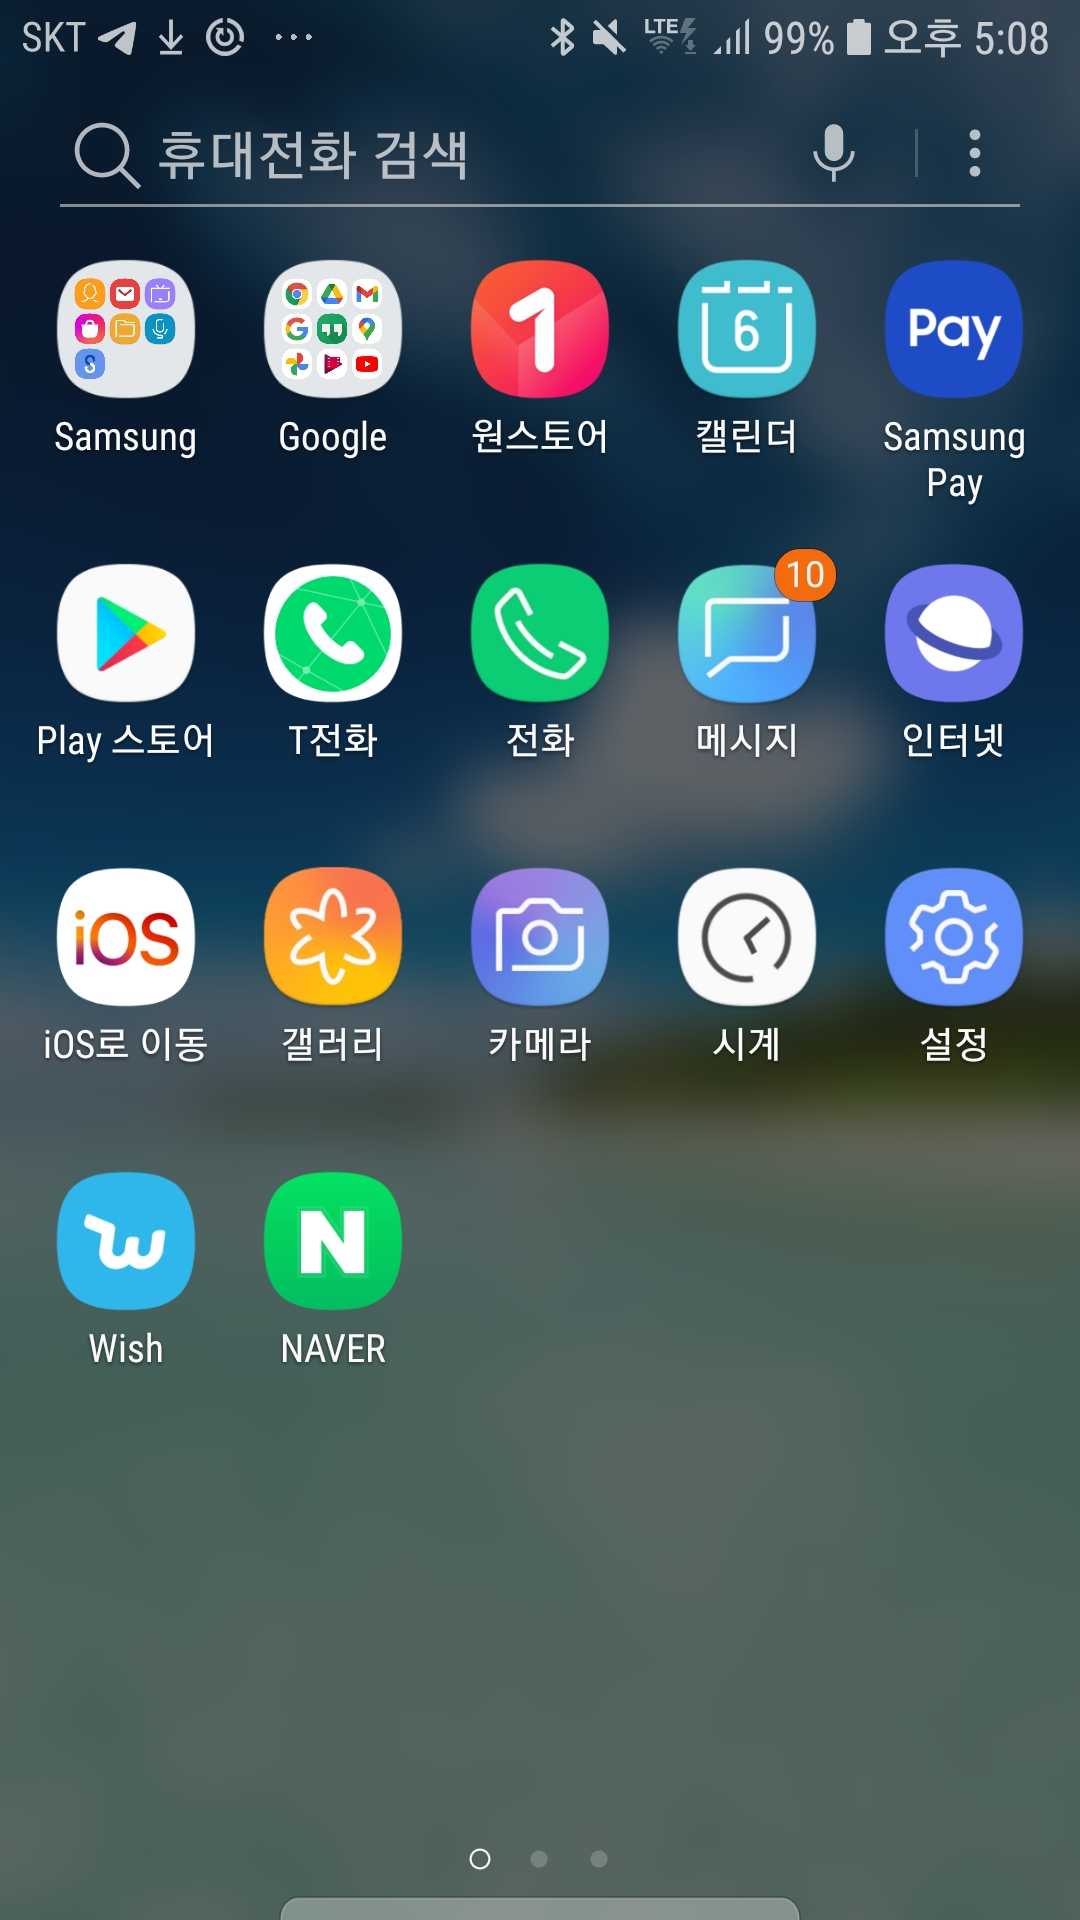 SKT LTE 99% 오후 5:08
휴대전화 검색
1 6 Pay
Samsung Google 원스토어 캘린더 Samsung Pay
10
Play 스토어 T전화 전화 메시지 인터넷
iOS
iOS로 이동 갤러리 카메라 시계 설정
N
Wish NAVER